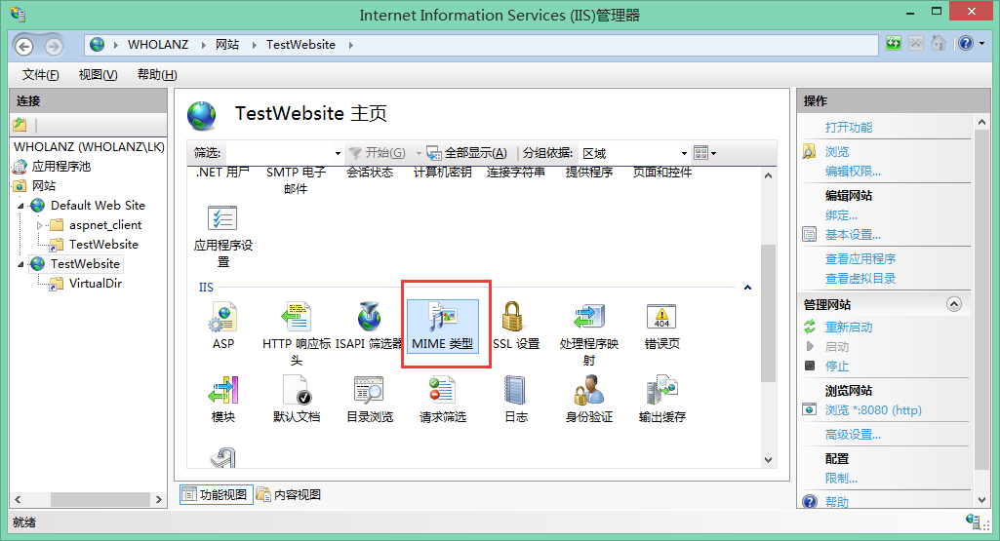 Internet Information Services (IIS)管理器
WHOLANZ 网站 TestWebsite
文件(F) 视图(V) 帮助(H)
连接
WHOLANZ (WHOLANZ\LK)
应用程序池
网站
Default Web Site
aspnet_client
TestWebsite
TestWebsite
VirtualDir
TestWebsite 主页
筛选: 开始(G) 全部显示(A) 分组依据: 区域
.NET 用户 SMTP 电子 会话状态 计算机密钥 连接字符串 提供程序 页面和控件
邮件
应用程序设
置
IIS
ASP HTTP 响应标 ISAPI 筛选器 MIME 类型 SSL 设置 处理程序映 错误页
头 射
404
模块 默认文档 目录浏览 请求筛选 日志 身份验证 输出缓存
功能视图 内容视图
操作
打开功能
浏览
编辑权限...
编辑网站
绑定...
基本设置...
查看应用程序
查看虚拟目录
管理网站
重新启动
启动
停止
浏览网站
浏览 *:8080 (http)
高级设置...
配置
限制...
帮助
就绪